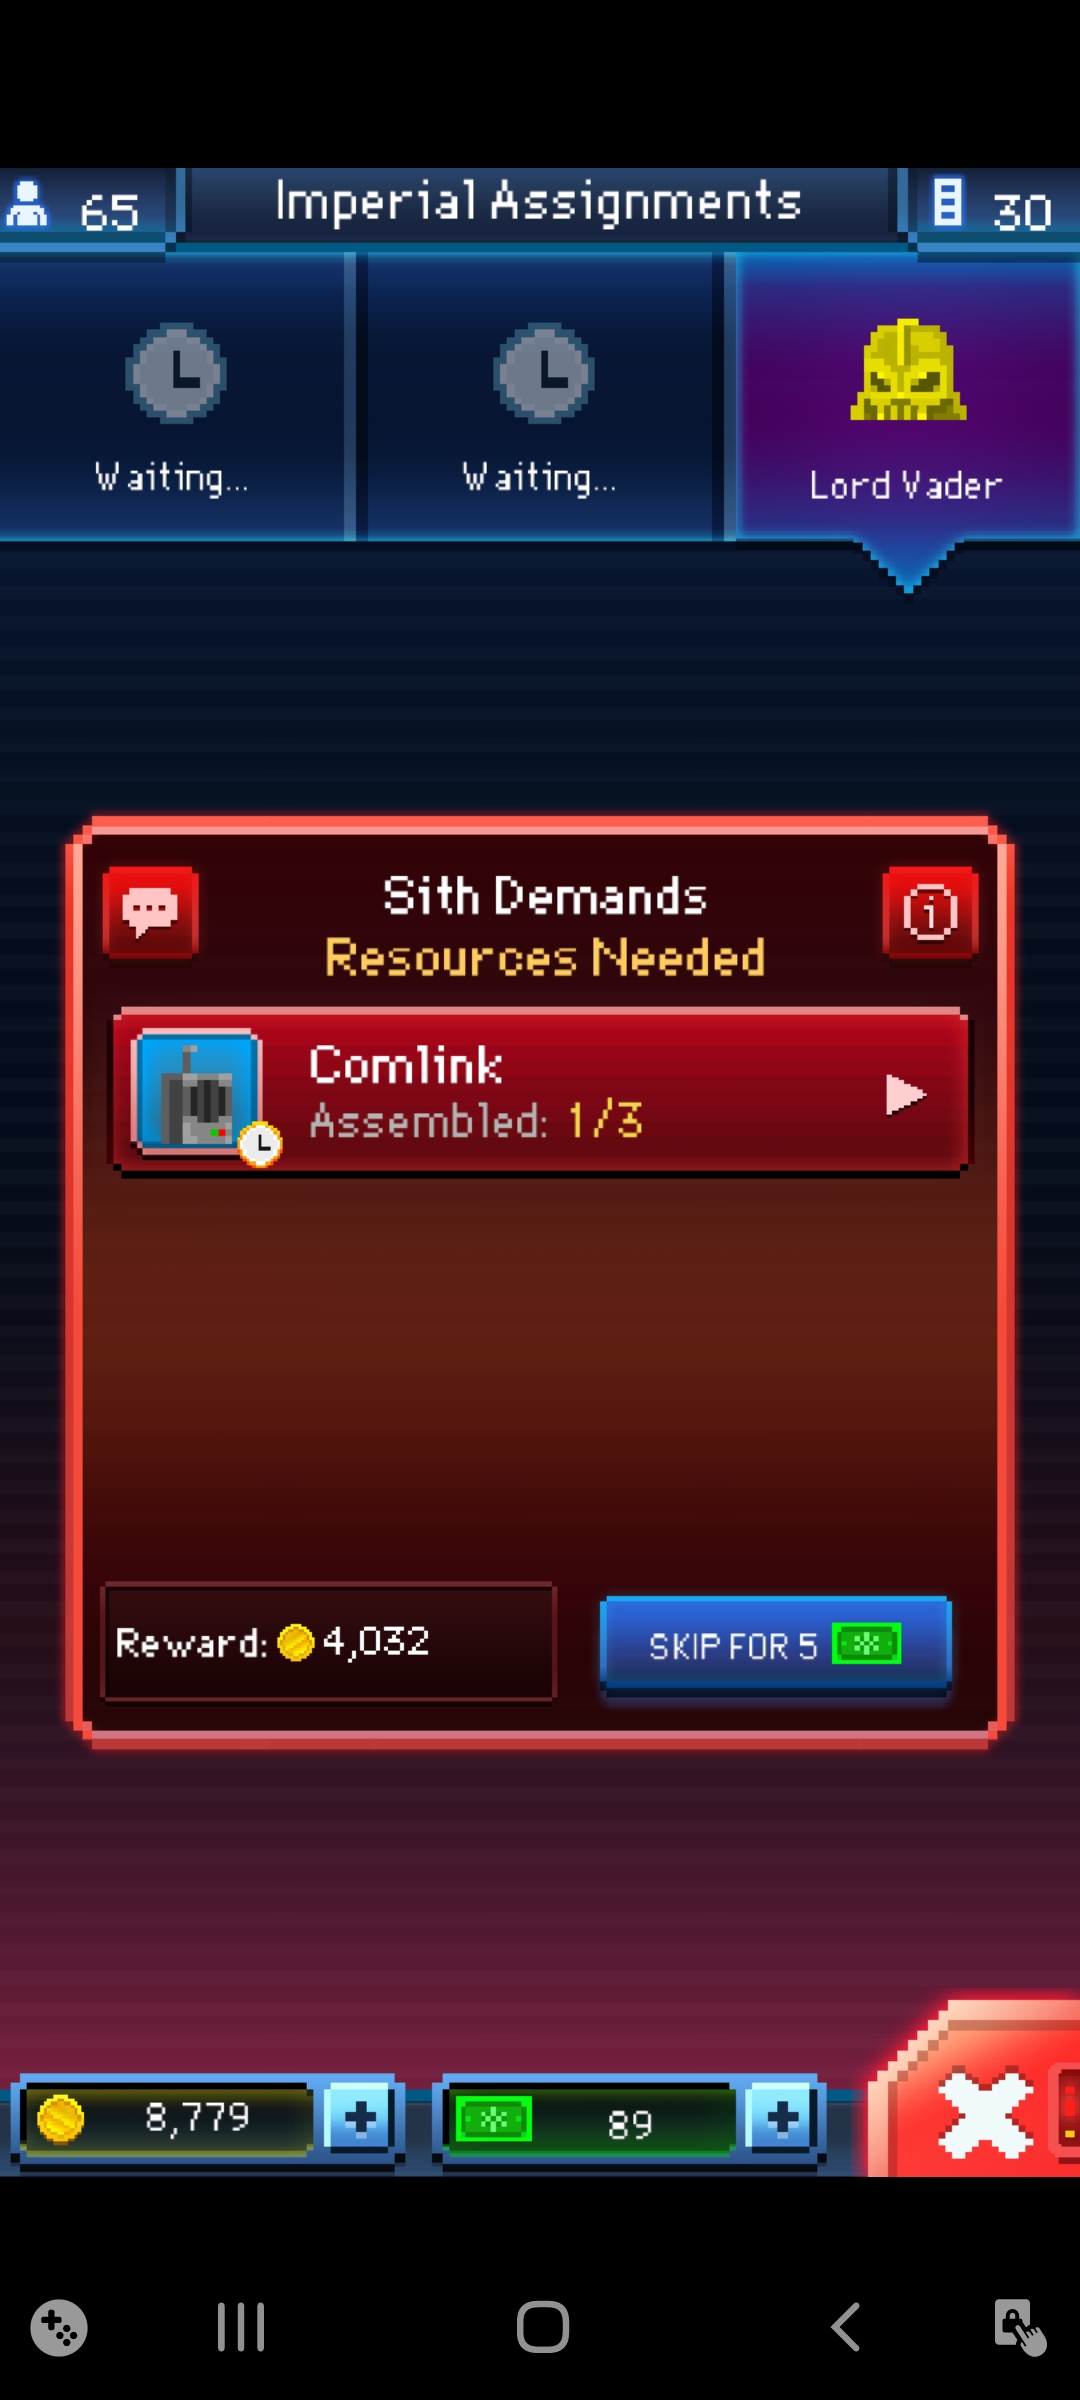 65
Imperial Assignments
30
Waiting...
Waiting...
Lord Vader
Sith Demands
Resources Needed
Comlink
Assembled: 1/3
Reward: 4,032
SKIP FOR 5
8,779
89